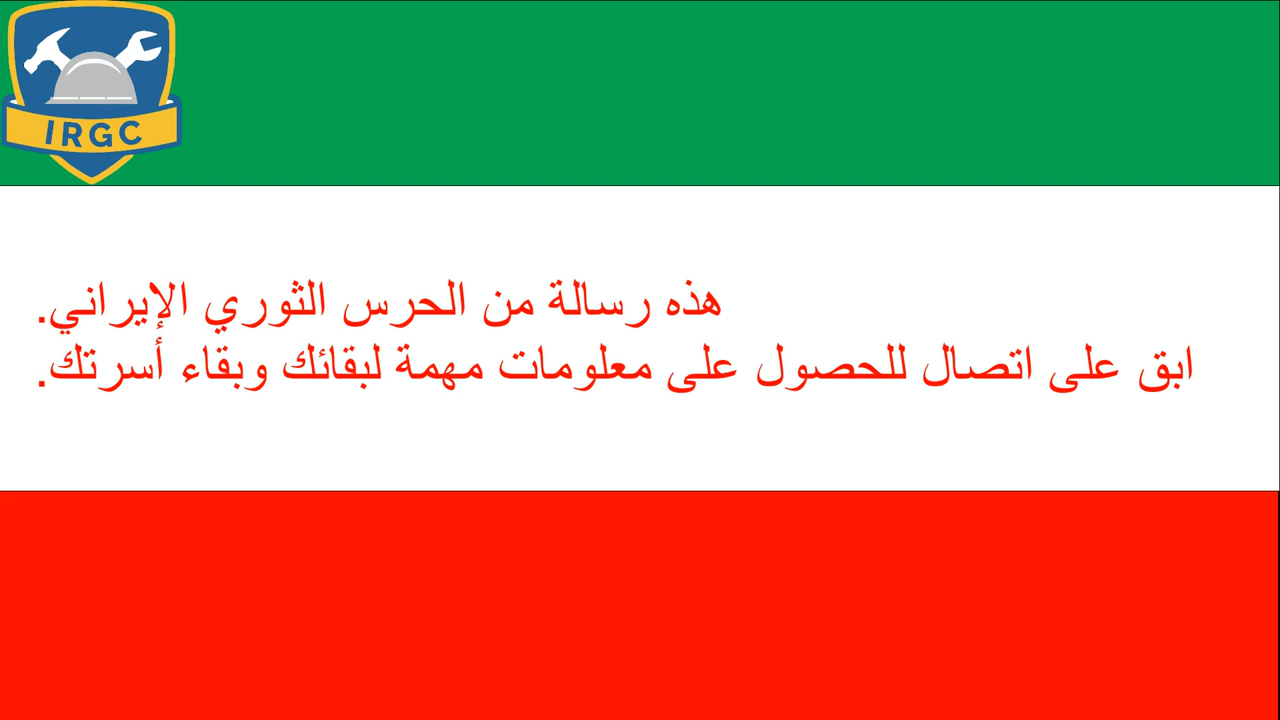 IRGC
هذه رسالة من الحرس الثوري الإيراني.
ابق على اتصال للحصول على معلومات مهمة لبقائك وبقاء أسرتك.